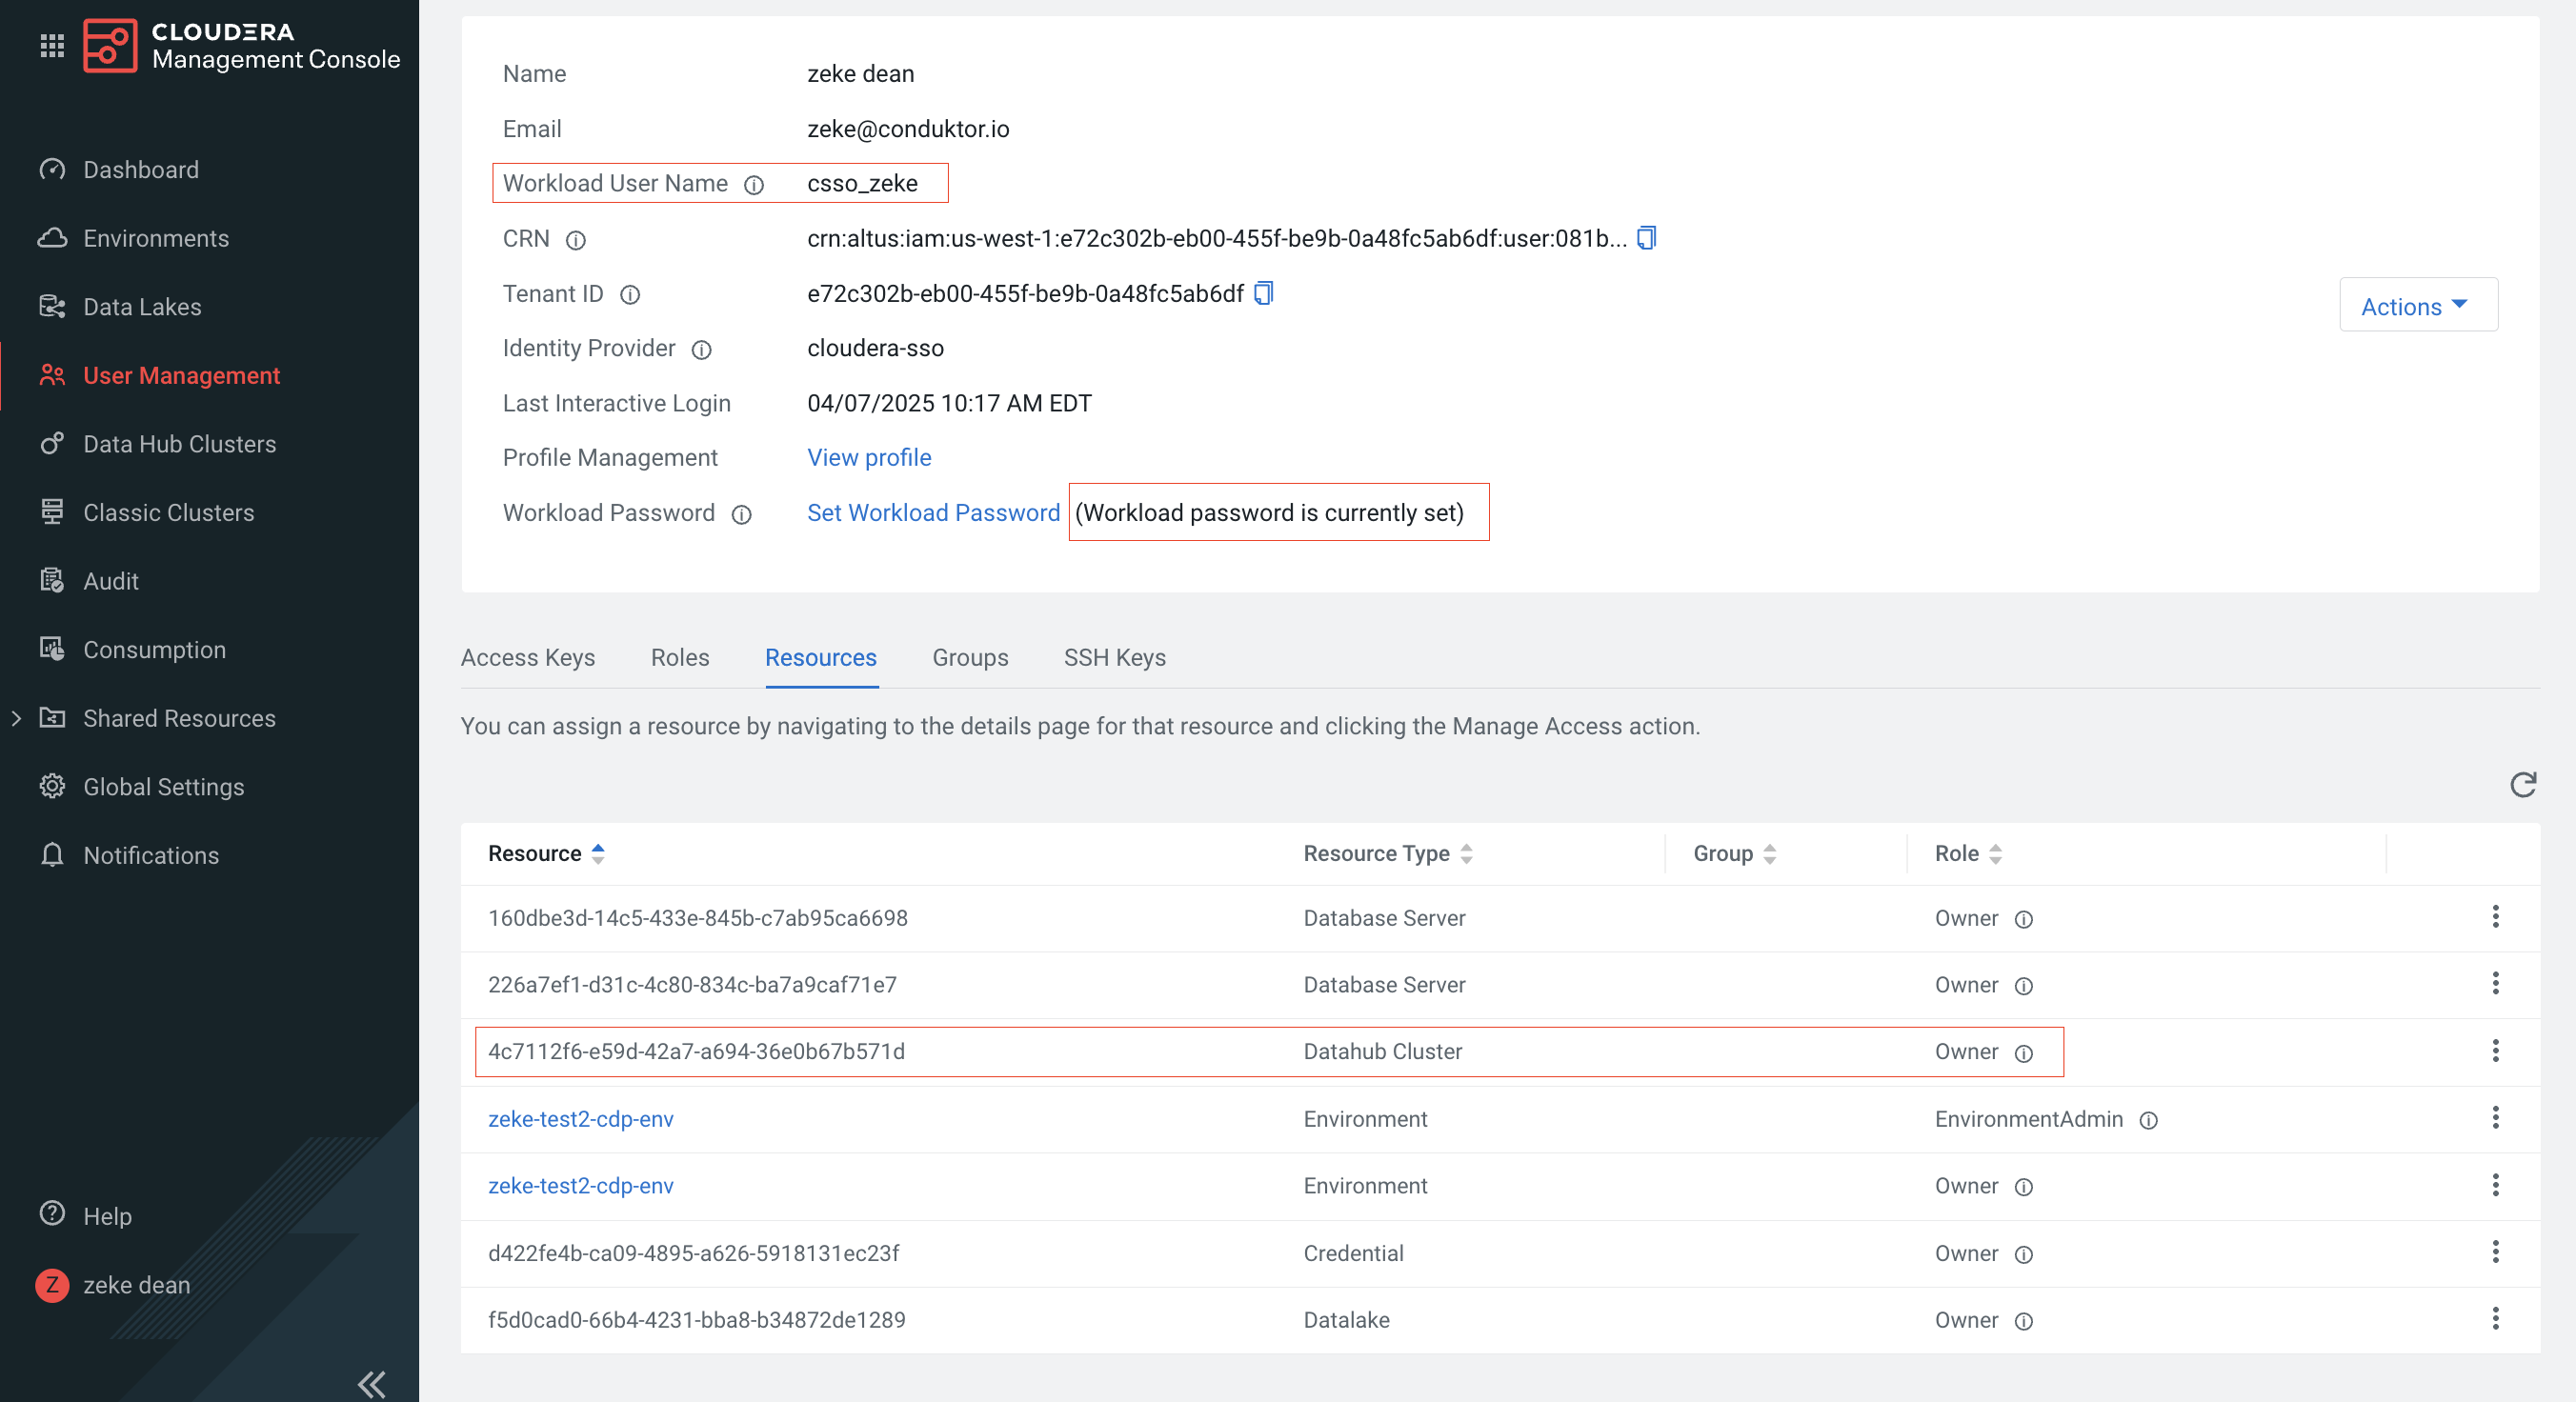 CLOUDERA
Management Console
Dashboard
Environments
Data Lakes
User Management
Data Hub Clusters
Classic Clusters
Audit
Consumption
Shared Resources
Global Settings
Notifications
Help
Z zeke dean
Name zeke dean
Email zeke@conduktor.io
Workload User Name csso_zeke
CRN crn:altus:iam:us-west-1:e72c302b-eb00-455f-be9b-0a48fc5ab6df:user:081b...
Tenant ID e72c302b-eb00-455f-be9b-0a48fc5ab6df
Identity Provider cloudera-sso
Last Interactive Login 04/07/2025 10:17 AM EDT
Profile Management View profile
Workload Password Set Workload Password (Workload password is currently set)
Actions
Access Keys Roles Resources Groups SSH Keys
You can assign a resource by navigating to the details page for that resource and clicking the Manage Access action.
Resource Resource Type Group Role
160dbe3d-14c5-433e-845b-c7ab95ca6698 Database Server Owner
226a7ef1-d31c-4c80-834c-ba7a9caf71e7 Database Server Owner
4c7112f6-e59d-42a7-a694-36e0b67b571d Datahub Cluster Owner
zeke-test2-cdp-env Environment EnvironmentAdmin
zeke-test2-cdp-env Environment Owner
d422fe4b-ca09-4895-a626-5918131ec23f Credential Owner
f5d0cad0-66b4-4231-bba8-b34872de1289 Datalake Owner